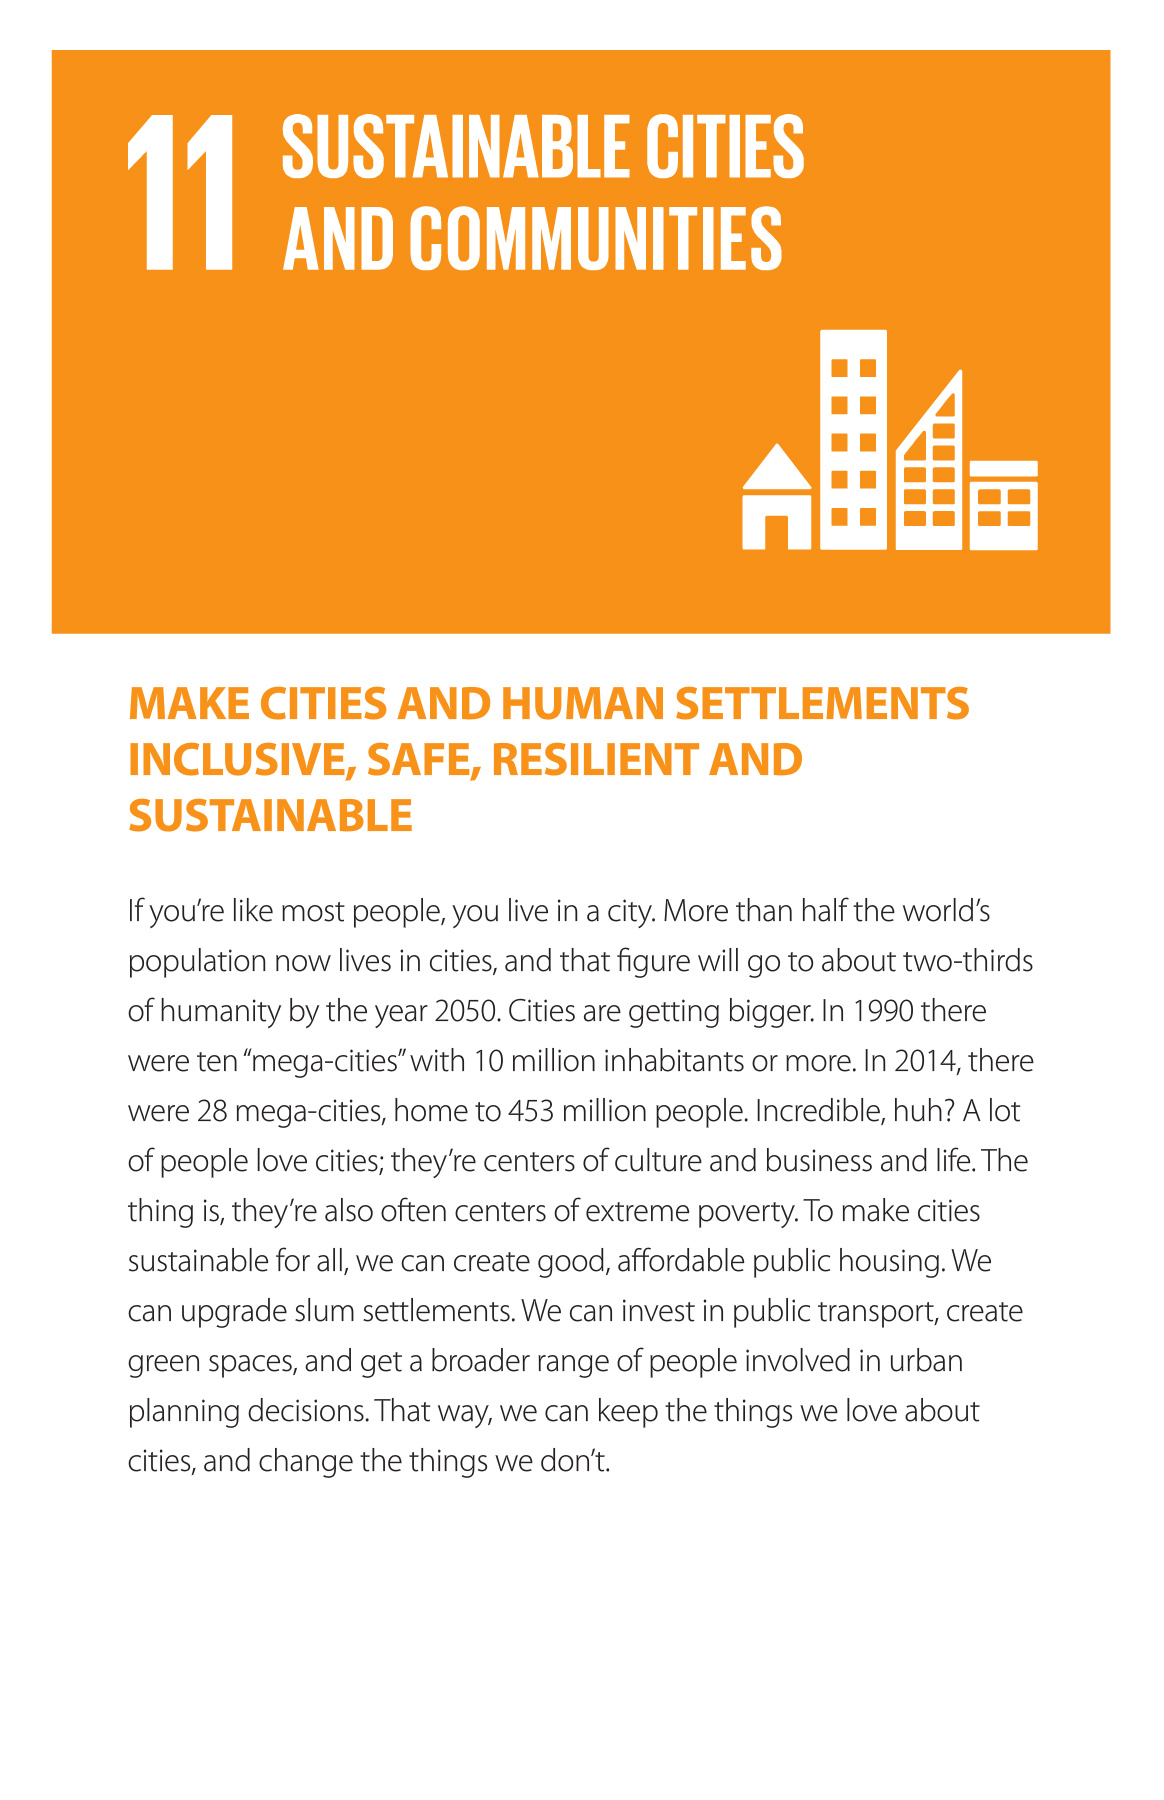 11 SUSTAINABLE CITIES
AND COMMUNITIES
MAKE CITIES AND HUMAN SETTLEMENTS
INCLUSIVE, SAFE, RESILIENT AND
SUSTAINABLE
If you’re like most people, you live in a city. More than half the world’s
population now lives in cities, and that figure will go to about two-thirds
of humanity by the year 2050. Cities are getting bigger. In 1990 there
were ten “mega-cities” with 10 million inhabitants or more. In 2014, there
were 28 mega-cities, home to 453 million people. Incredible, huh? A lot
of people love cities; they’re centers of culture and business and life. The
thing is, they’re also often centers of extreme poverty. To make cities
sustainable for all, we can create good, affordable public housing. We
can upgrade slum settlements. We can invest in public transport, create
green spaces, and get a broader range of people involved in urban
planning decisions. That way, we can keep the things we love about
cities, and change the things we don’t.